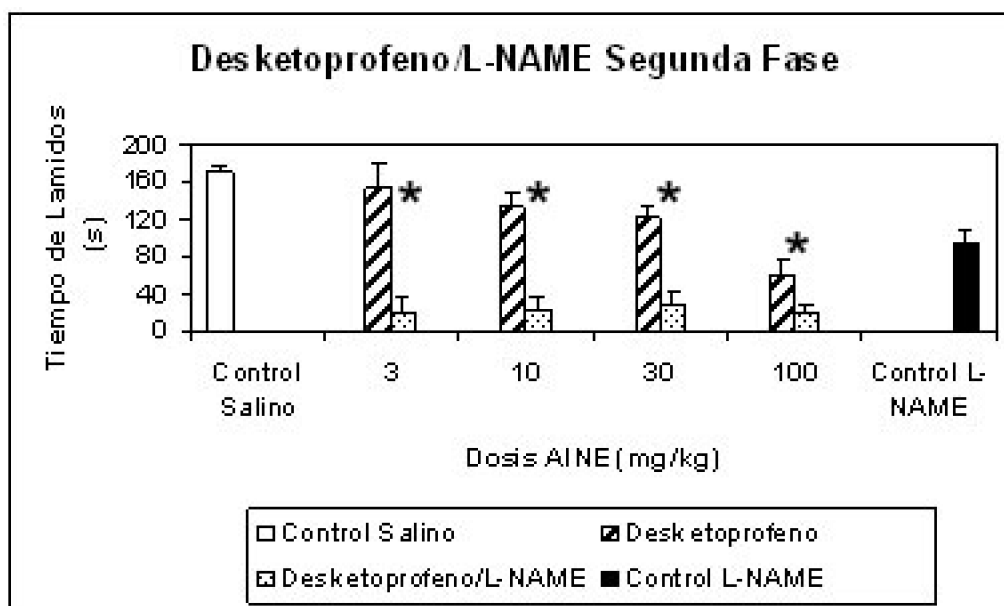 Desketoprofeno/L-NAME Segunda Fase
Tiempo de Lamidos
(s)
200
160
120
80
40
0
*
*
*
*
Control
Salino
3
10
30
100
Control L-
NAME
Dosis AINE (mg/kg)
Control Salino
Desketoprofeno
Desketoprofeno/L-NAME
Control L-NAME